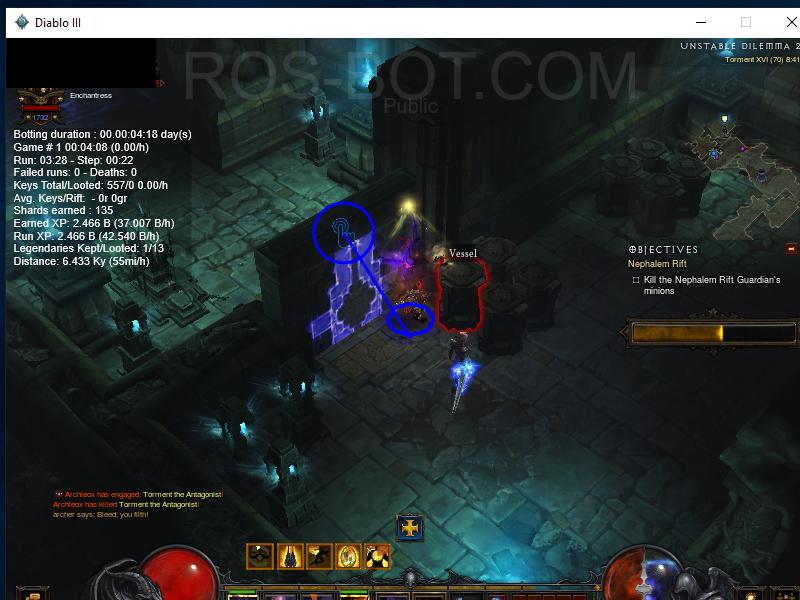 Diablo III
UNSTABLE DILEMMA 2
Torment XVI (70) 8:41
ROS-BOT.COM
Public
Enchantress
1732
Botting duration : 00.00:04:18 day(s)
Game # 1 00:04:08 (0.00/h)
Run: 03:28 - Step: 00:22
Failed runs: 0 - Deaths: 0
Keys Total/Looted: 557/0 0.00/h
Avg. Keys/Rift: - 0r 0gr
Shards earned : 135
Earned XP: 2.466 B (37.007 B/h)
Run XP: 2.466 B (42.540 B/h)
Legendaries Kept/Looted: 1/13
Distance: 6.433 Ky (55mi/h)
Vessel
OBJECTIVES
Nephalem Rift
Kill the Nephalem Rift Guardian's
minions
Archleox has engaged: Torment the Antagonist!
Archleox has killed Torment the Antagonist!
archer says: Bleed, you filth!